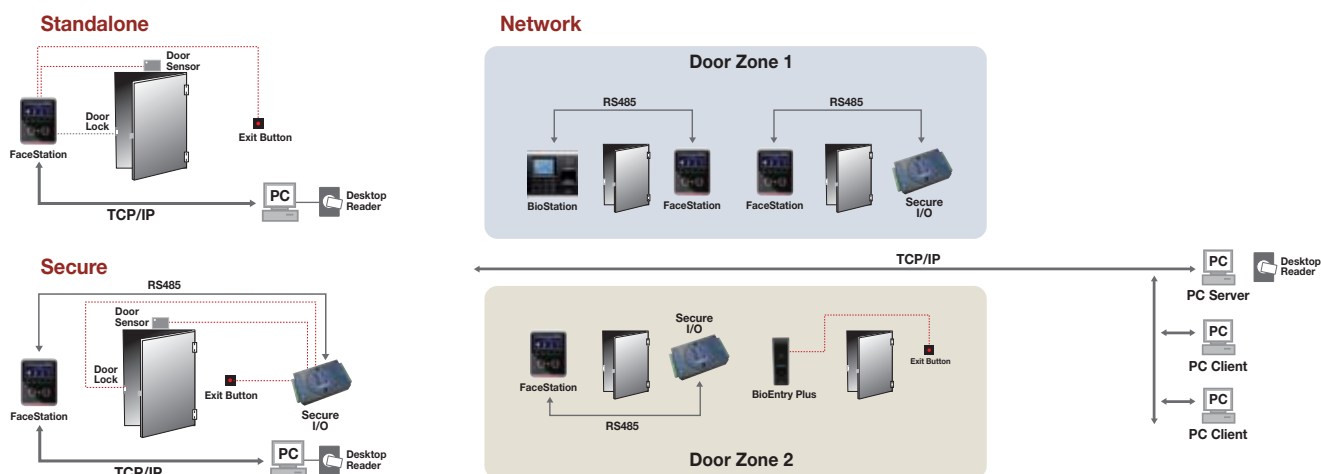 Standalone
Door
Sensor
Door
Lock
FaceStation
Exit Button
TCP/IP
PC
Desktop
Reader
Secure
RS485
Door
Sensor
Door
Lock
FaceStation
Exit Button
Secure
I/O
TCP/IP
PC
Desktop
Reader
Network
Door Zone 1
RS485
RS485
BioStation
FaceStation
FaceStation
Secure
I/O
TCP/IP
PC
Desktop
Reader
PC Server
PC
PC Client
PC
PC Client
Secure
I/O
FaceStation
RS485
BioEntry Plus
Exit Button
Door Zone 2